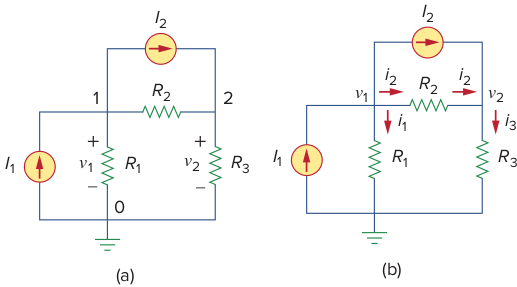 I₂
1
R₂
2
I₁
+
v₁
−
R₁
+
v₂
−
R₃
0
(a)
I₂
v₁
i₂
R₂
i₂
v₂
i₁
i₃
I₁
R₁
R₃
(b)